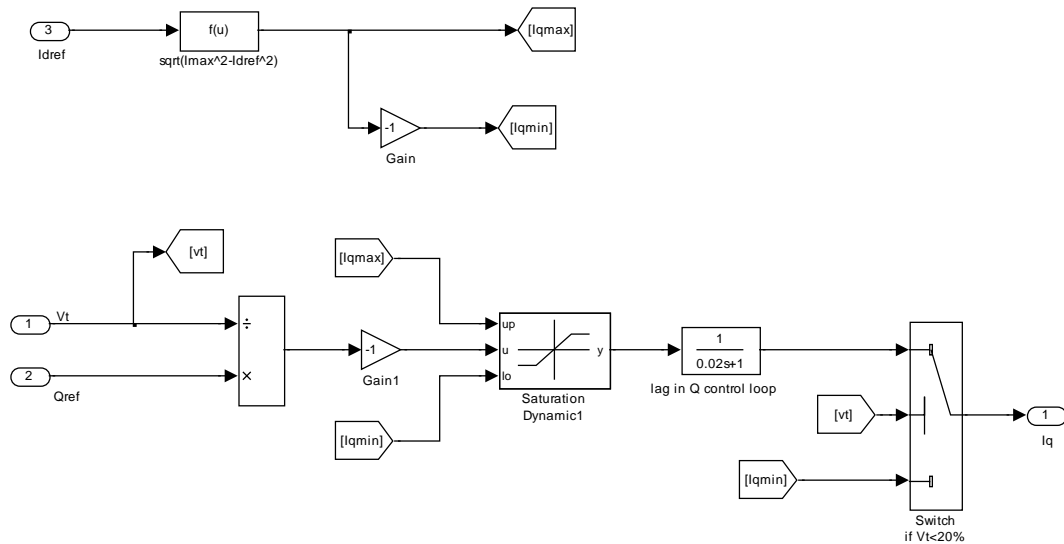 3
Idref
f(u)
sqrt(Imax^2-Idref^2)
[Iqmax]
-1
Gain
[Iqmin]
[vt]
1
Vt
2
Qref
÷
×
-1
Gain1
[Iqmax]
[Iqmin]
up
u
lo
y
Saturation
Dynamic1
1
0.02s+1
lag in Q control loop
[vt]
[Iqmin]
Switch
if Vt<20%
1
Iq